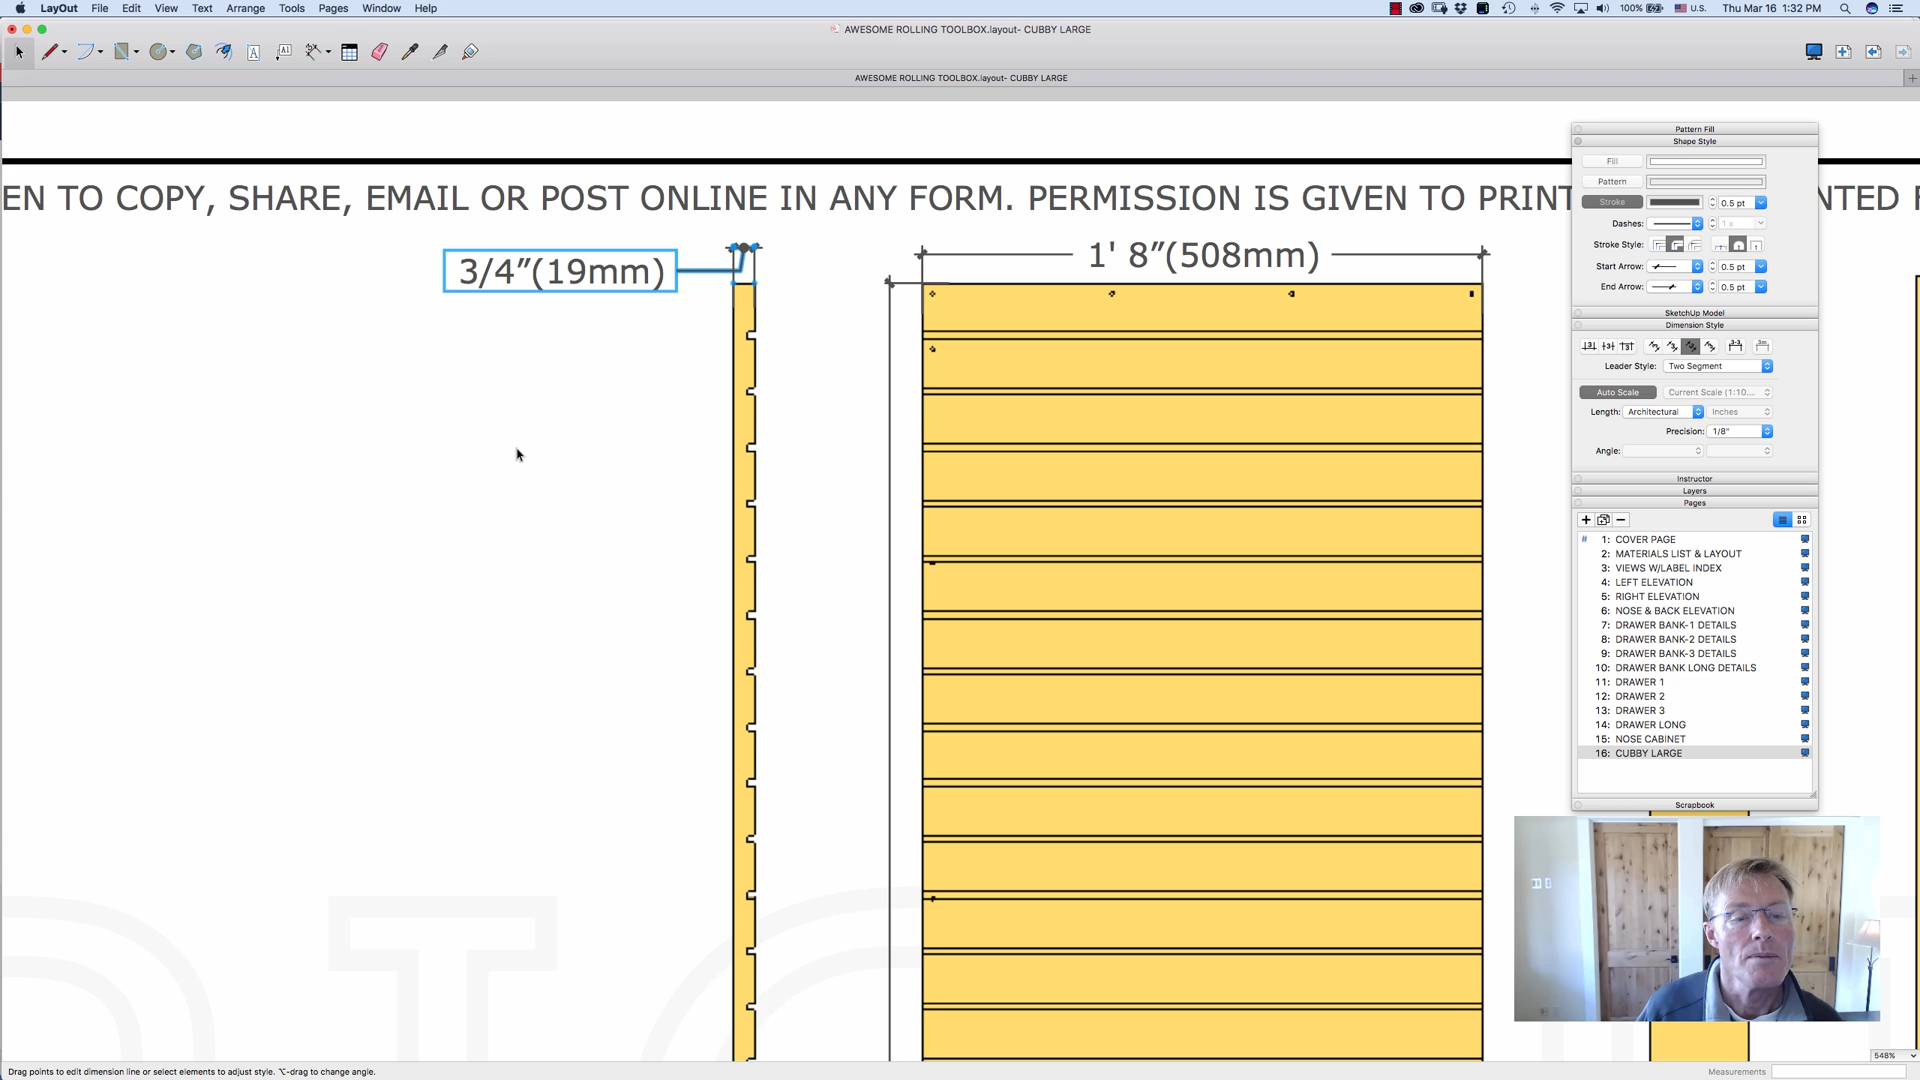 LayOut File Edit View Text Arrange Tools Pages Window Help 100% U.S. Thu Mar 16 1:32 PM
AWESOME ROLLING TOOLBOX.layout- CUBBY LARGE
AWESOME ROLLING TOOLBOX.layout- CUBBY LARGE
EN TO COPY, SHARE, EMAIL OR POST ONLINE IN ANY FORM. PERMISSION IS GIVEN TO PRINT NTED F
3/4"(19mm)
1' 8"(508mm)
Pattern Fill
Shape Style
Fill
Pattern
Stroke 0.5 pt
Dashes: 1 x
Stroke Style:
Start Arrow: 0.5 pt
End Arrow: 0.5 pt
SketchUp Model
Dimension Style
Leader Style: Two Segment
Auto Scale Current Scale (1:10....
Length: Architectural Inches
Precision: 1/8"
Angle:
Instructor
Layers
Pages
# 1: COVER PAGE
2: MATERIALS LIST & LAYOUT
3: VIEWS W/LABEL INDEX
4: LEFT ELEVATION
5: RIGHT ELEVATION
6: NOSE & BACK ELEVATION
7: DRAWER BANK-1 DETAILS
8: DRAWER BANK-2 DETAILS
9: DRAWER BANK-3 DETAILS
10: DRAWER BANK LONG DETAILS
11: DRAWER 1
12: DRAWER 2
13: DRAWER 3
14: DRAWER LONG
15: NOSE CABINET
16: CUBBY LARGE
Scrapbook
548%
Drag points to edit dimension line or select elements to adjust style. ⌥-drag to change angle.
Measurements